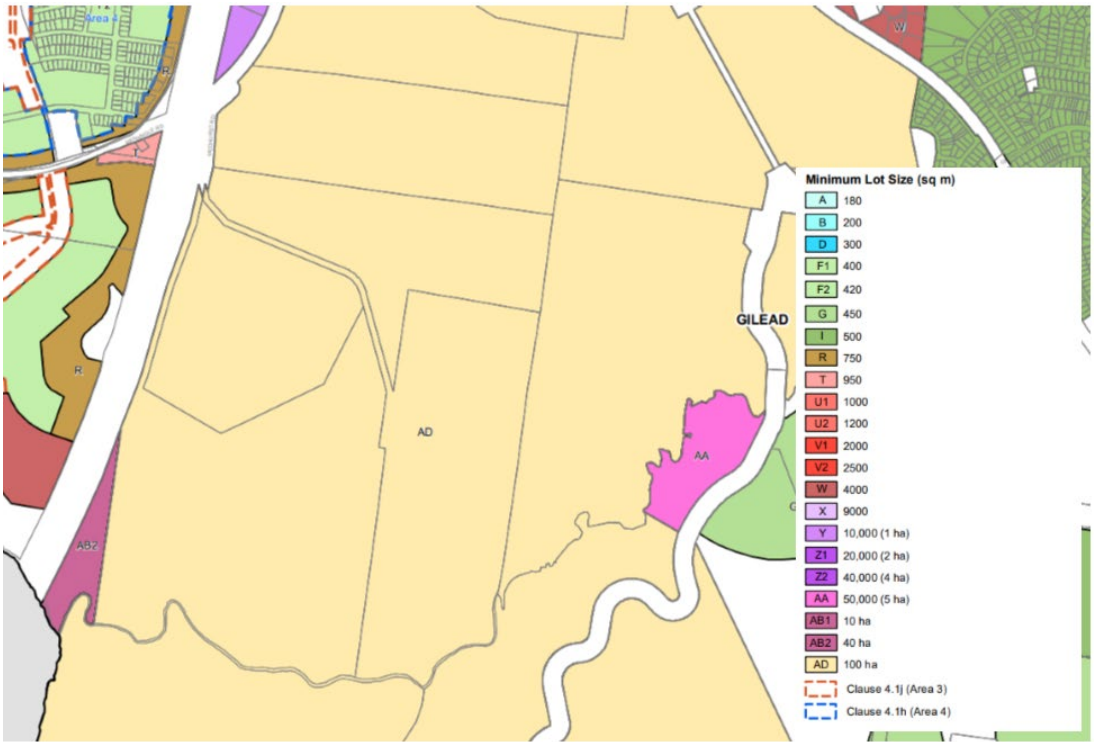 Area 4
R
W
T
R
AB2
AD
GILEAD
AA
G
Minimum Lot Size (sq m)
A 180
B 200
D 300
F1 400
F2 420
G 450
I 500
R 750
T 950
U1 1000
U2 1200
V1 2000
V2 2500
W 4000
X 9000
Y 10,000 (1 ha)
Z1 20,000 (2 ha)
Z2 40,000 (4 ha)
AA 50,000 (5 ha)
AB1 10 ha
AB2 40 ha
AD 100 ha
Clause 4.1j (Area 3)
Clause 4.1h (Area 4)